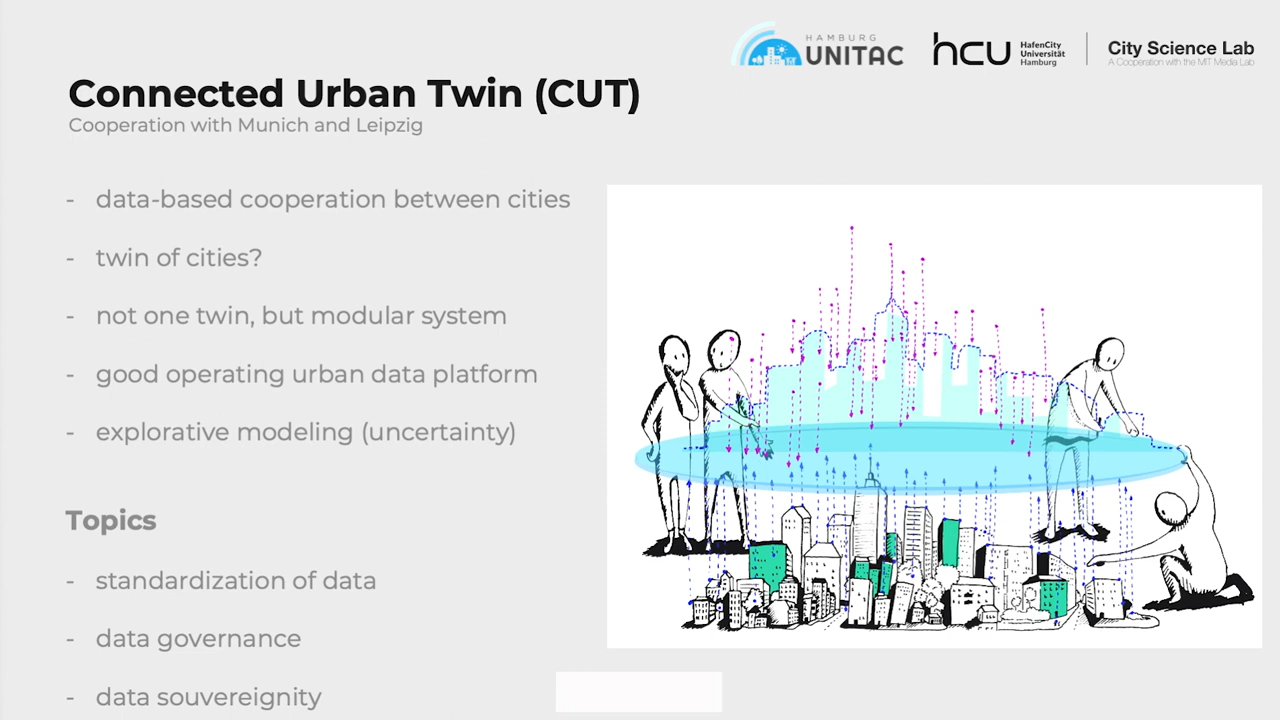 HAMBURG
UNITAC
hcu
HafenCity
Universität
Hamburg
City Science Lab
A Cooperation with the MIT Media Lab
Connected Urban Twin (CUT)
Cooperation with Munich and Leipzig
- data-based cooperation between cities
- twin of cities?
- not one twin, but modular system
- good operating urban data platform
- explorative modeling (uncertainty)
Topics
- standardization of data
- data governance
- data souvereignity